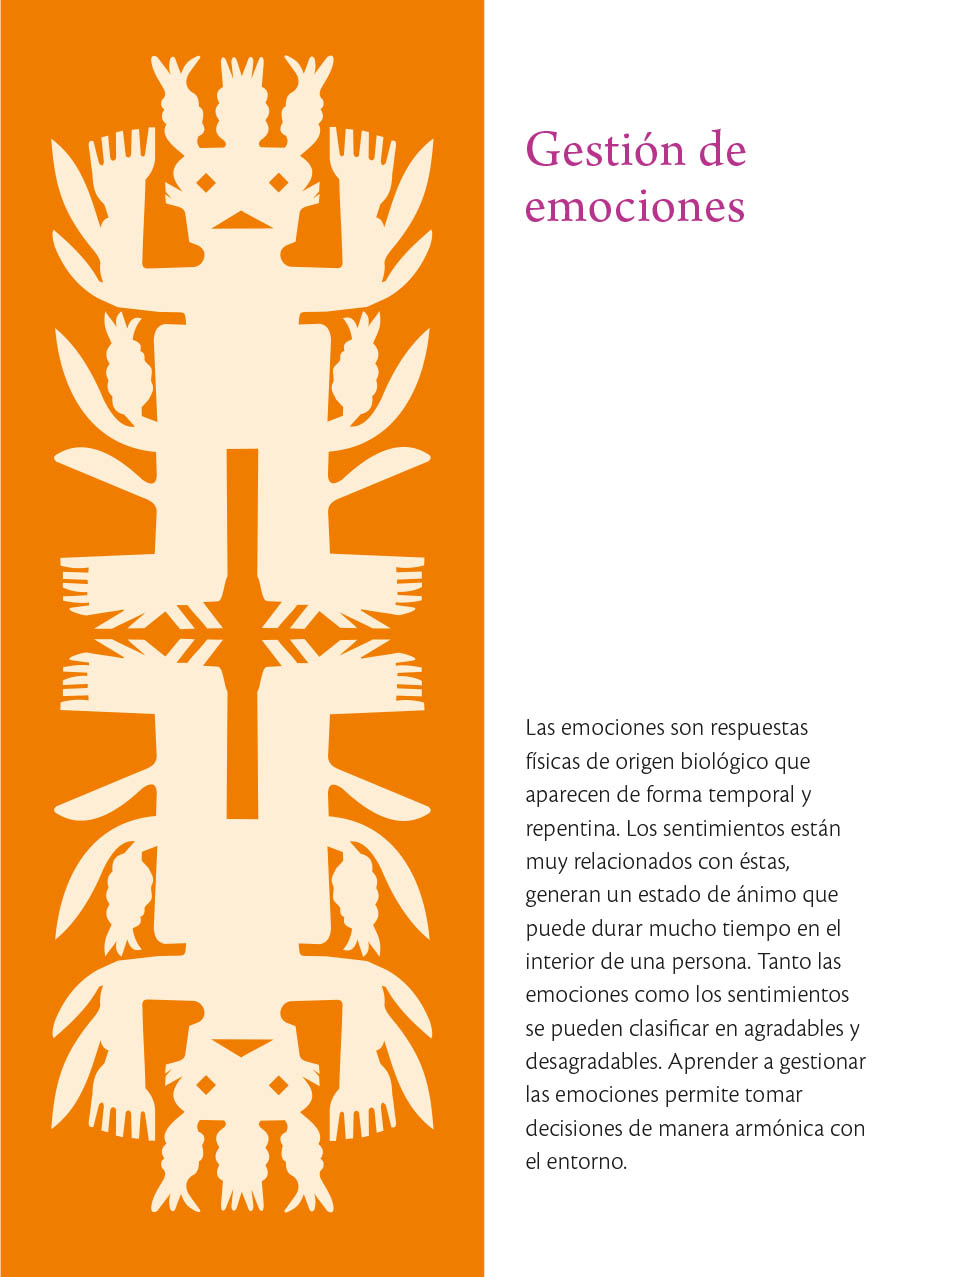 Gestión de
emociones
Las emociones son respuestas
físicas de origen biológico que
aparecen de forma temporal y
repentina. Los sentimientos están
muy relacionados con éstas,
generan un estado de ánimo que
puede durar mucho tiempo en el
interior de una persona. Tanto las
emociones como los sentimientos
se pueden clasificar en agradables y
desagradables. Aprender a gestionar
las emociones permite tomar
decisiones de manera armónica con
el entorno.